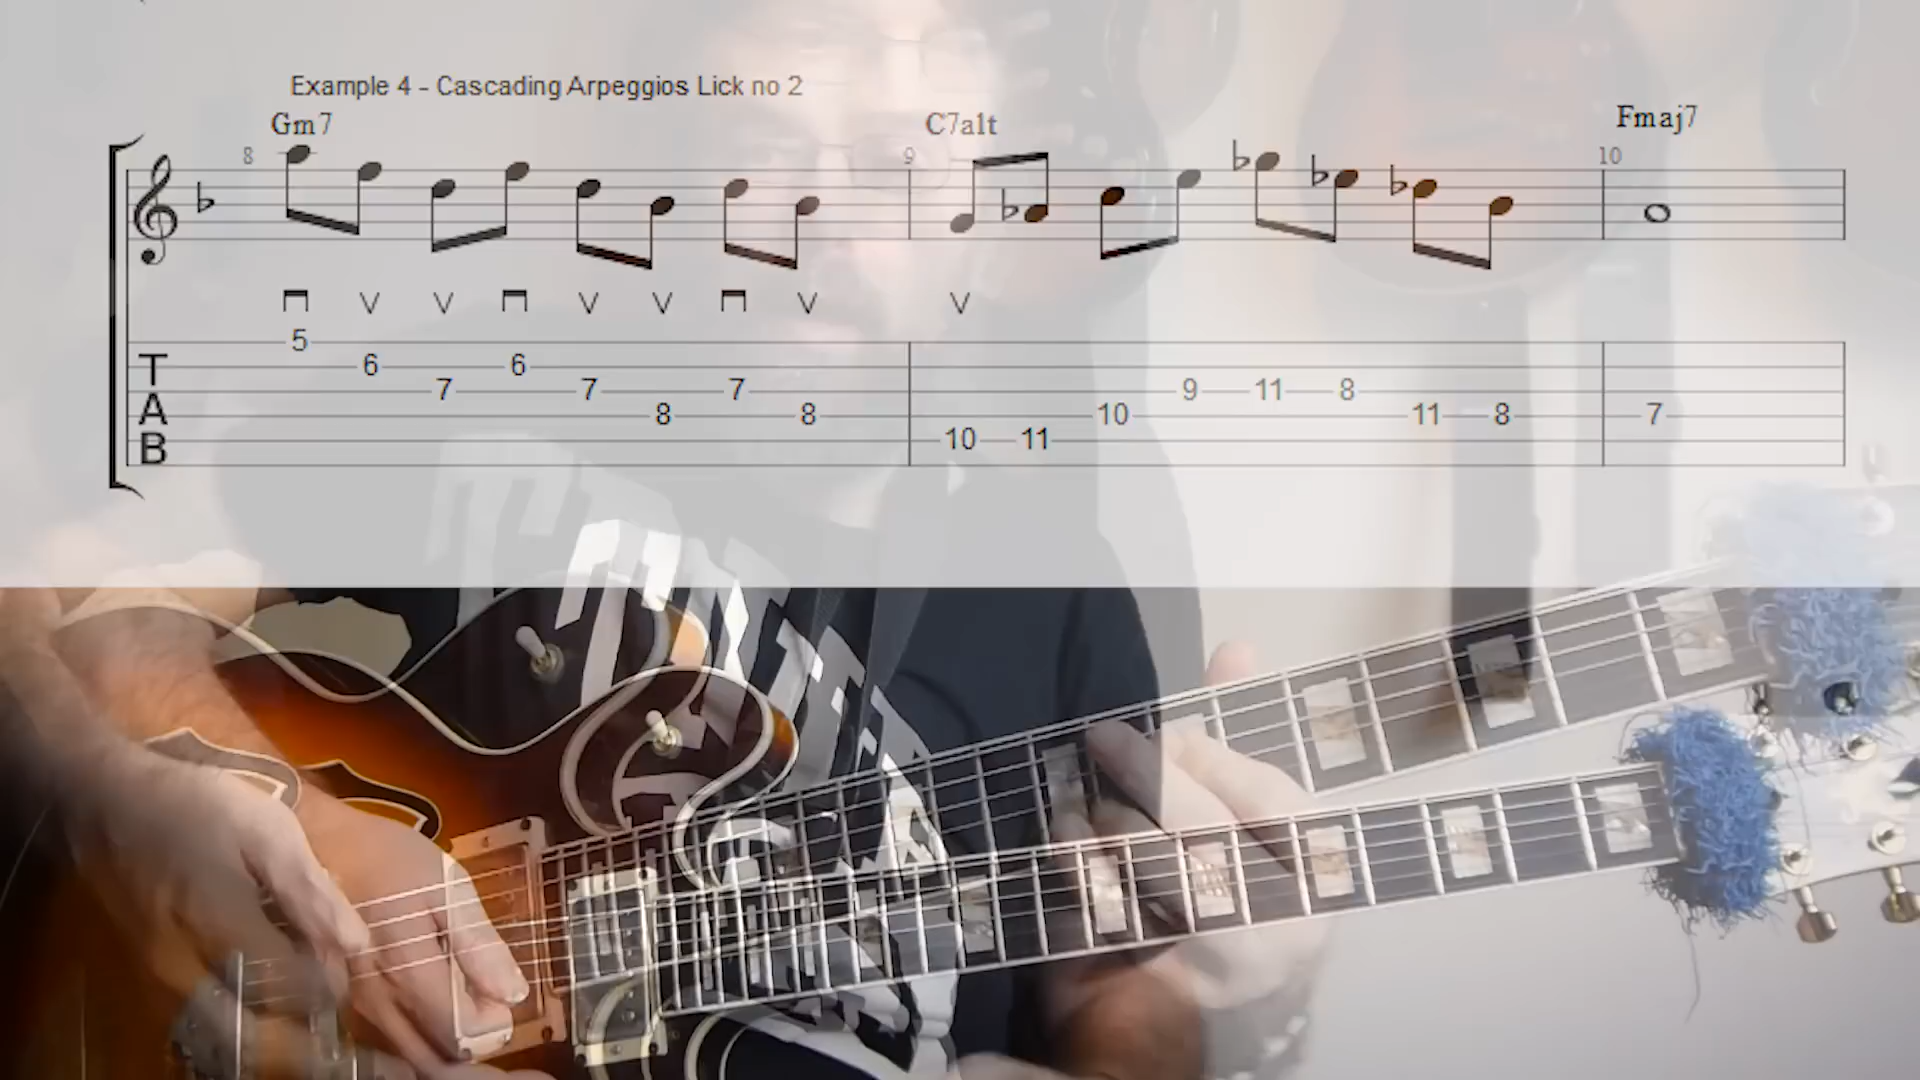 Example 4 - Cascading Arpeggios Lick no 2
Gm7 C7alt Fmaj7
8 9 10
T
A
B
5
6 6
7 7 7 9 11 8
8 8 10 11 8 7
10 11